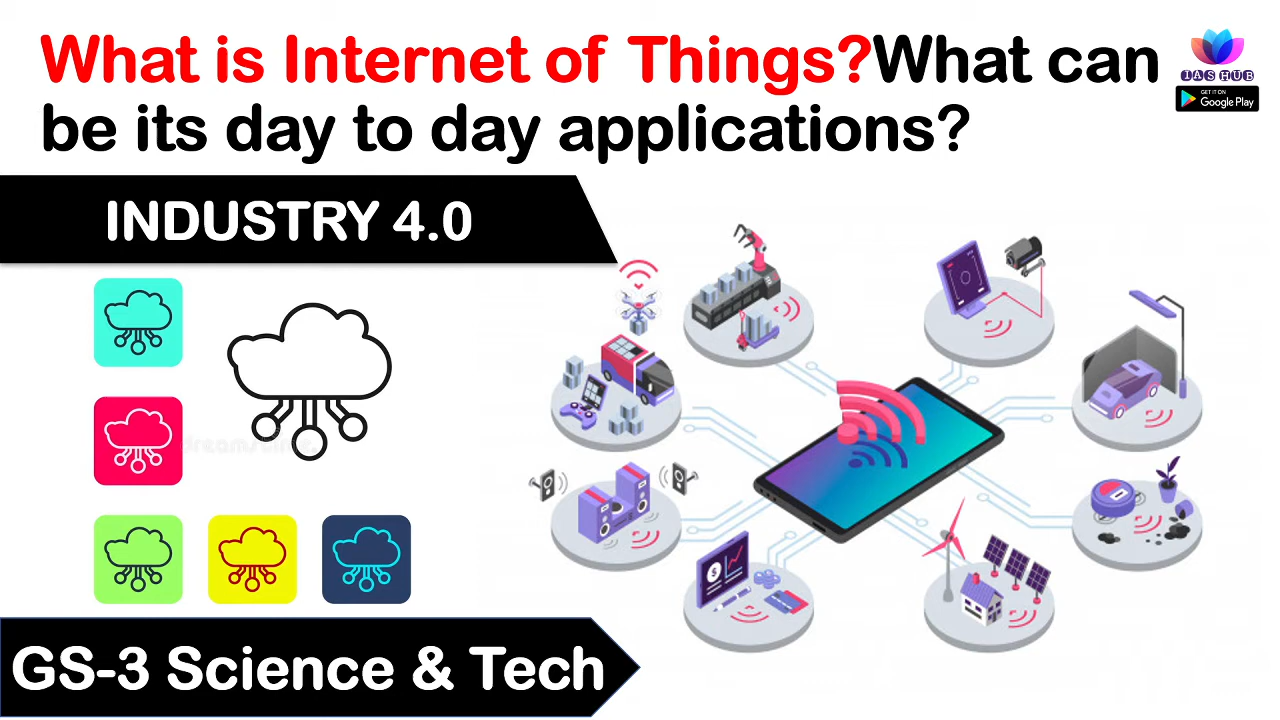 What is Internet of Things?What can
be its day to day applications?
IAS HUB
GET IT ON
Google Play
INDUSTRY 4.0
dreamstime
GS-3 Science & Tech